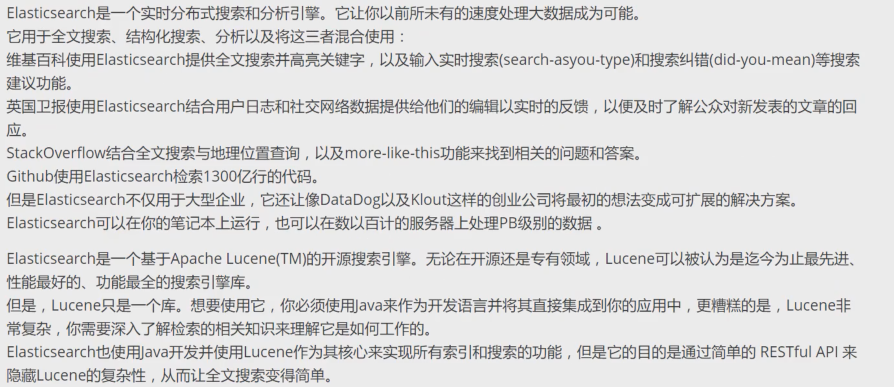 Elasticsearch是一个实时分布式搜索和分析引擎。它让你以前所未有的速度处理大数据成为可能。
它用于全文搜索、结构化搜索、分析以及将这三者混合使用：
维基百科使用Elasticsearch提供全文搜索并高亮关键字，以及输入实时搜索(search-asyou-type)和搜索纠错(did-you-mean)等搜索
建议功能。
英国卫报使用Elasticsearch结合用户日志和社交网络数据提供给他们的编辑以实时的反馈，以便及时了解公众对新发表的文章的回
应。
StackOverflow结合全文搜索与地理位置查询，以及more-like-this功能来找到相关的问题和答案。
Github使用Elasticsearch检索1300亿行的代码。
但是Elasticsearch不仅用于大型企业，它还让像DataDog以及Klout这样的创业公司将最初的想法变成可扩展的解决方案。
Elasticsearch可以在你的笔记本上运行，也可以在数以百计的服务器上处理PB级别的数据 。
Elasticsearch是一个基于Apache Lucene(TM)的开源搜索引擎。无论在开源还是专有领域，Lucene可以被认为是迄今为止最先进、
性能最好的、功能最全的搜索引擎库。
但是，Lucene只是一个库。想要使用它，你必须使用Java来作为开发语言并将其直接集成到你的应用中，更糟糕的是，Lucene非
常复杂，你需要深入了解检索的相关知识来理解它是如何工作的。
Elasticsearch也使用Java开发并使用Lucene作为其核心来实现所有索引和搜索的功能，但是它的目的是通过简单的 RESTful API 来
隐藏Lucene的复杂性，从而让全文搜索变得简单。